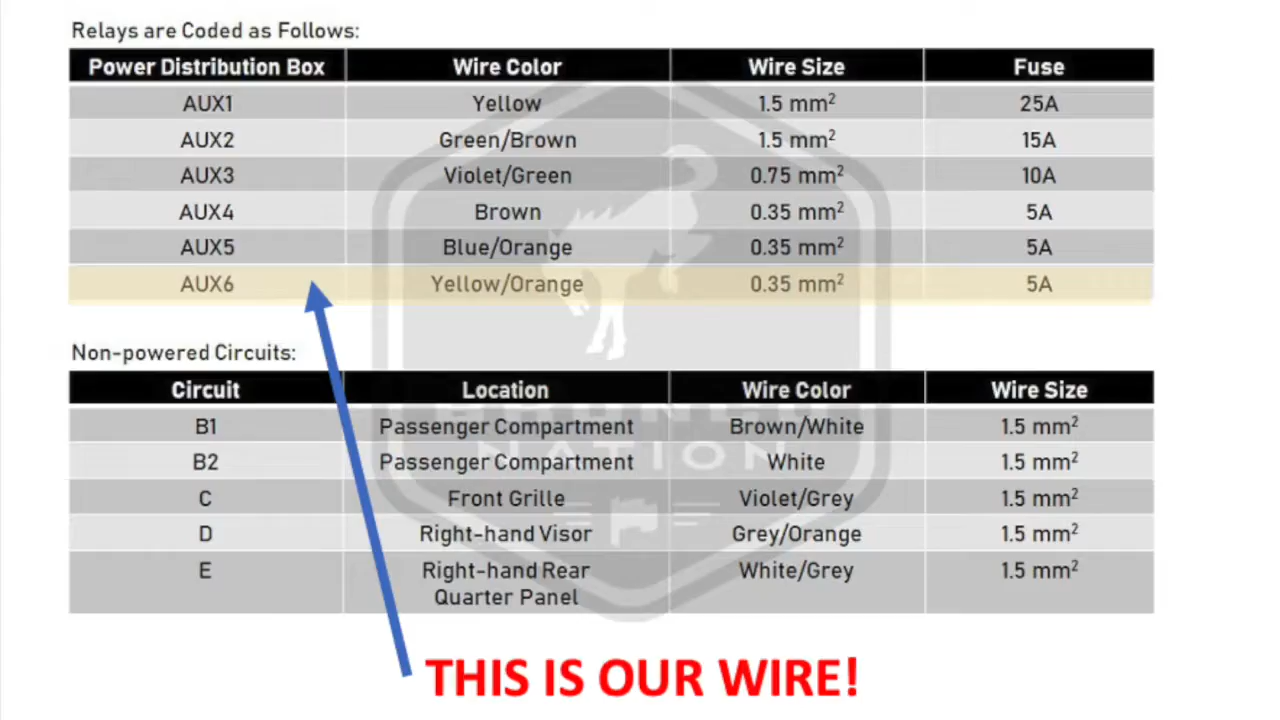 Relays are Coded as Follows:
Power Distribution Box Wire Color Wire Size Fuse
AUX1 Yellow 1.5 mm² 25A
AUX2 Green/Brown 1.5 mm² 15A
AUX3 Violet/Green 0.75 mm² 10A
AUX4 Brown 0.35 mm² 5A
AUX5 Blue/Orange 0.35 mm² 5A
AUX6 Yellow/Orange 0.35 mm² 5A
Non-powered Circuits:
Circuit Location Wire Color Wire Size
B1 Passenger Compartment Brown/White 1.5 mm²
B2 Passenger Compartment White 1.5 mm²
C Front Grille Violet/Grey 1.5 mm²
D Right-hand Visor Grey/Orange 1.5 mm²
E Right-hand Rear White/Grey 1.5 mm²
Quarter Panel
BRONCO
NATION
THIS IS OUR WIRE!